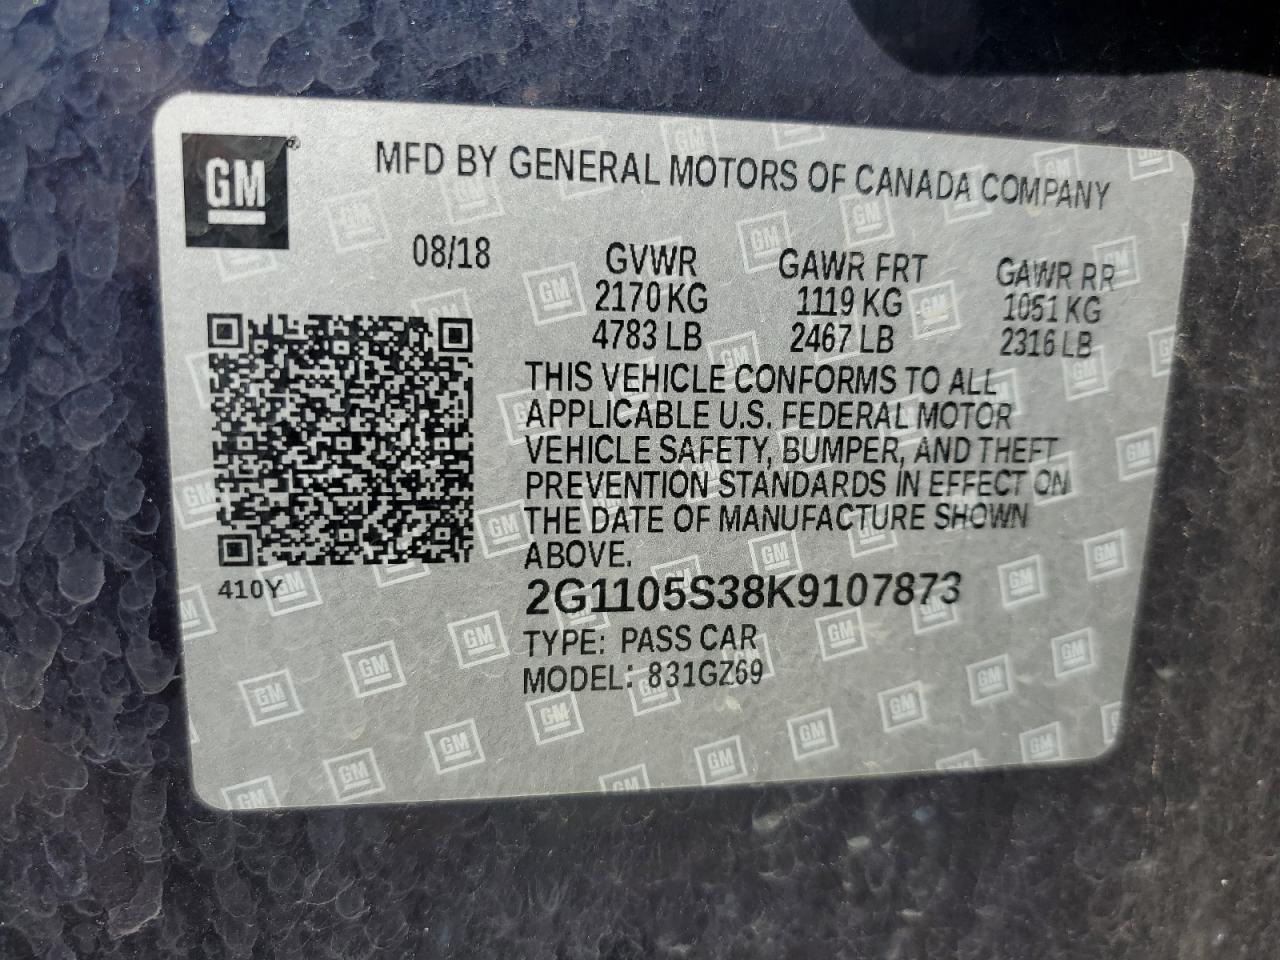 GM
MFD BY GENERAL MOTORS OF CANADA COMPANY
08/18
GVWR
2170 KG
4783 LB
GAWR FRT
1119 KG
2467 LB
GAWR RR
1051 KG
2316 LB
THIS VEHICLE CONFORMS TO ALL
APPLICABLE U.S. FEDERAL MOTOR
VEHICLE SAFETY, BUMPER, AND THEFT
PREVENTION STANDARDS IN EFFECT ON
THE DATE OF MANUFACTURE SHOWN
ABOVE.
410Y
2G1105S38K9107873
TYPE: PASS CAR
MODEL: 831GZ69